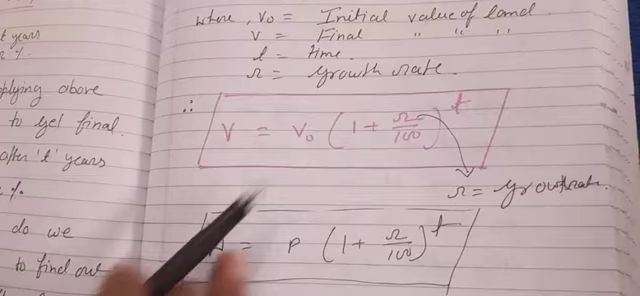 t years
%.
plying above
to get final.
after 't' years
%.
do we
to find out
where, V₀ = Initial value of land
V = Final " " "
t = time.
r = growth rate.
∴ V = V₀ (1 + r/100)^t
r = growth rate.
= P (1 + r/100)^t